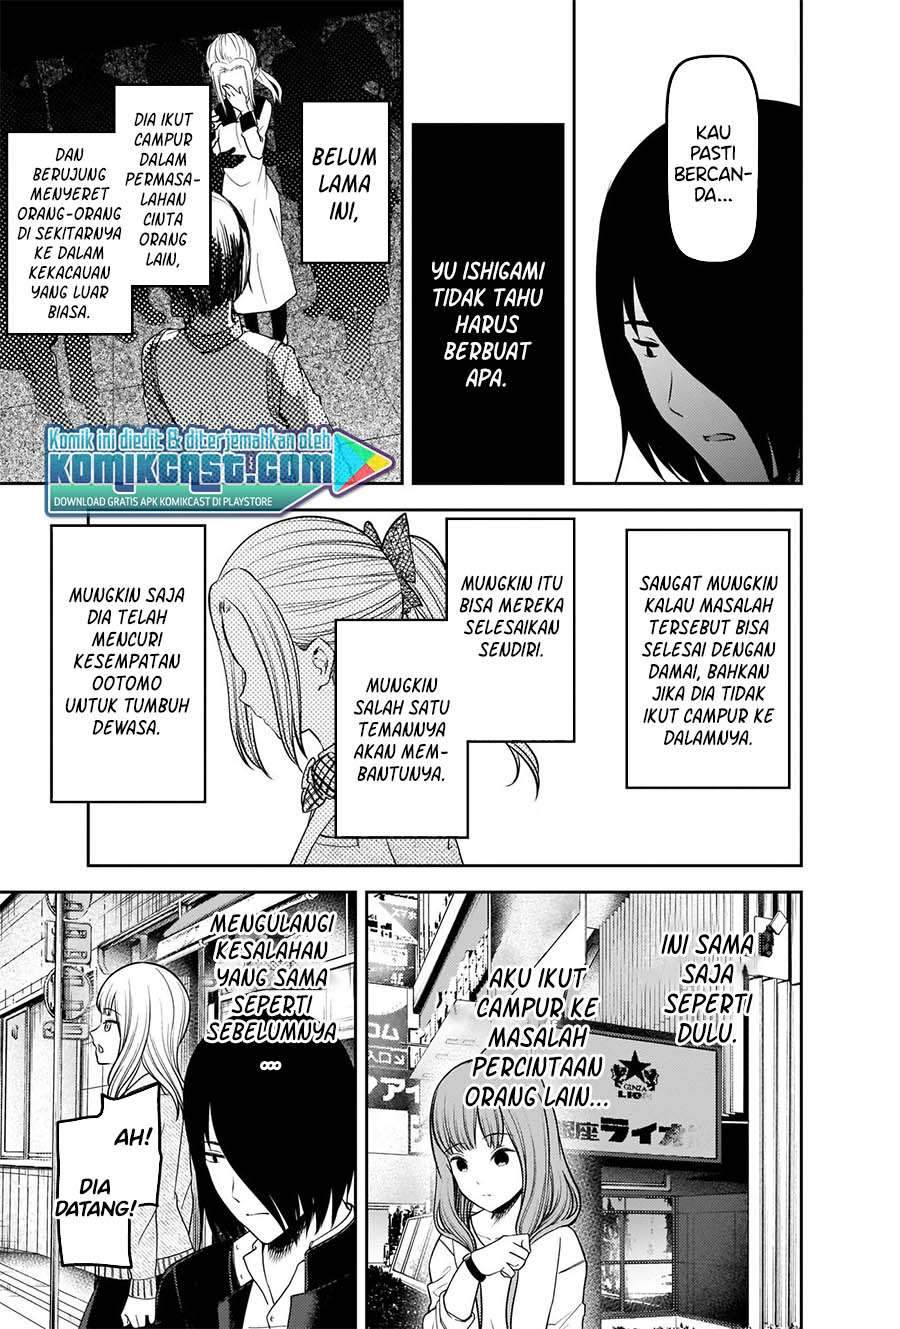 KAU
PASTI
BERCAN-
DA...
YU ISHIGAMI
TIDAK TAHU
HARUS
BERBUAT
APA.
BELUM
LAMA
INI,
DIA IKUT
CAMPUR
DALAM
PERMASA-
LAHAN
CINTA
ORANG
LAIN,
DAN
BERUJUNG
MENYERET
ORANG-ORANG
DI SEKITARNYA
KE DALAM
KEKACAUAN
YANG LUAR
BIASA.
Komik ini diedit & diterjemahkan oleh
KOMIKCAST.COM
DOWNLOAD GRATIS APK KOMIKCAST DI PLAYSTORE
SANGAT MUNGKIN
KALAU MASALAH
TERSEBUT BISA
SELESAI DENGAN
DAMAI, BAHKAN
JIKA DIA TIDAK
IKUT CAMPUR KE
DALAMNYA.
MUNGKIN ITU
BISA MEREKA
SELESAIKAN
SENDIRI.
MUNGKIN
SALAH SATU
TEMANNYA
AKAN MEM-
BANTUNYA.
MUNGKIN SAJA
DIA TELAH
MENCURI
KESEMPATAN
OOTOMO
UNTUK TUMBUH
DEWASA.
INI SAMA
SAJA
SEPERTI
DULU.
AKU IKUT
CAMPUR KE
MASALAH
PERCINTAAN
ORANG LAIN...
GINZA
LION
座ライオ
MENGULANGI
KESALAHAN
YANG SAMA
SEPERTI
SEBELUMNYA
...
AH!
DIA
DATANG!